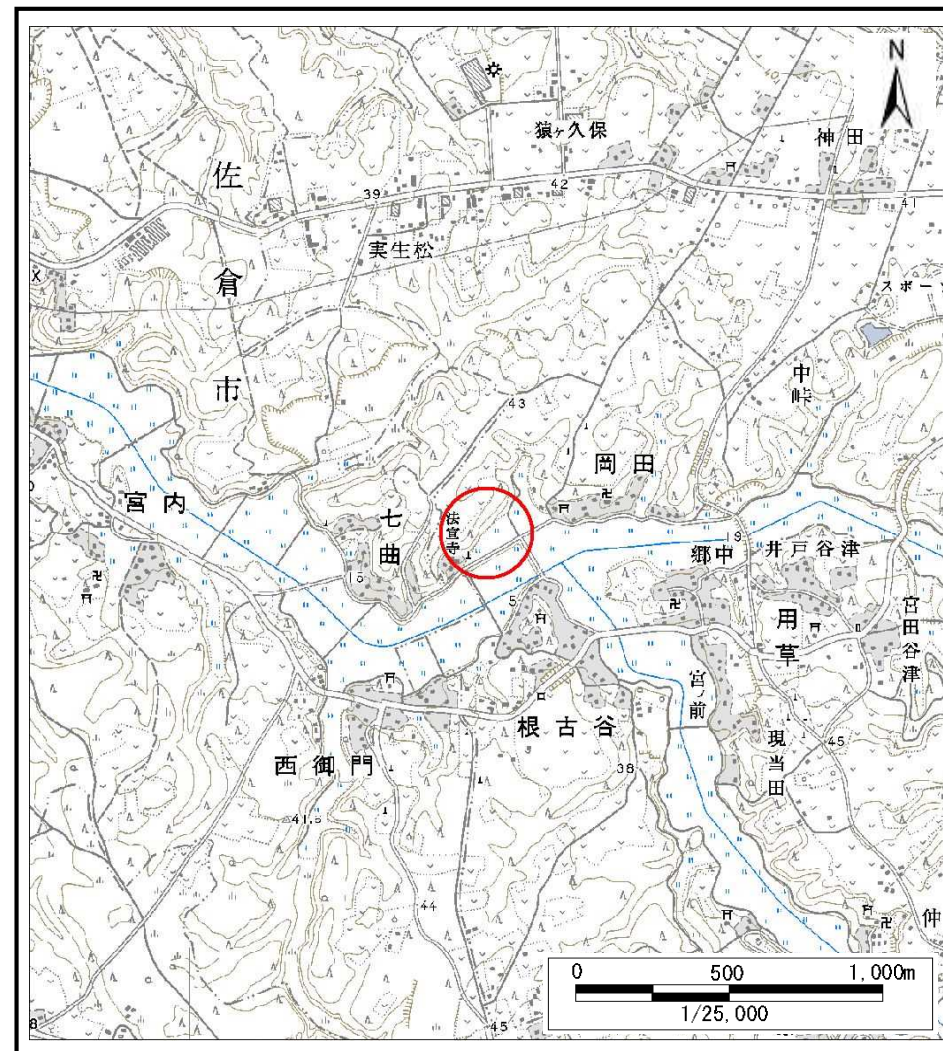 N
猿ヶ久保
神田
佐倉市
39
42
41
実生松
スポーツ
中峠
43
岡田
宮内
七曲
法宣寺
15
19
郷中
井戸谷津
5
用草
宮田谷津
宮ノ前
根古谷
西御門
現当田
38
45
41.5
44
仲
45
0 500 1,000m
1/25,000